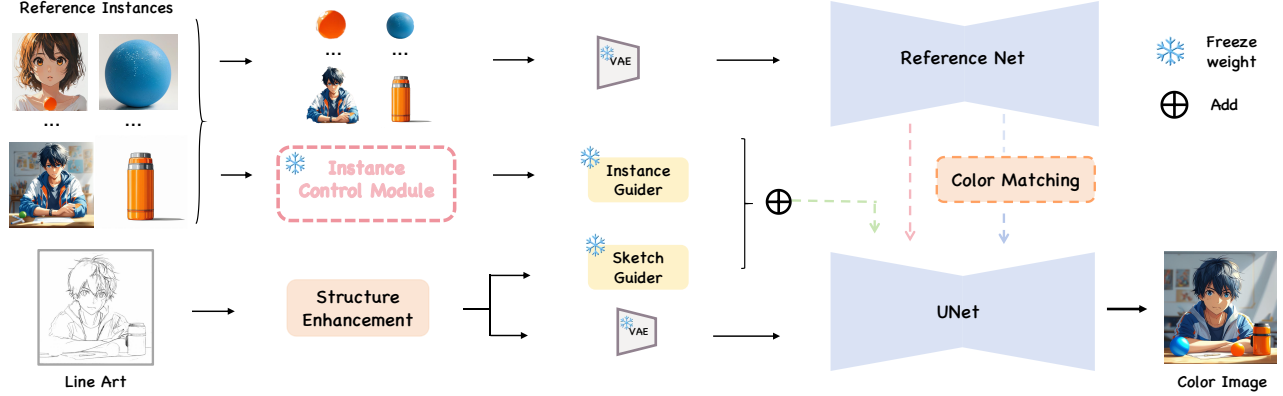 Reference Instances
...
...
...
...
VAE
Reference Net
Freeze
weight
Add
Instance
Control Module
Instance
Guider
Color Matching
Sketch
Guider
Structure
Enhancement
VAE
UNet
Line Art
Color Image